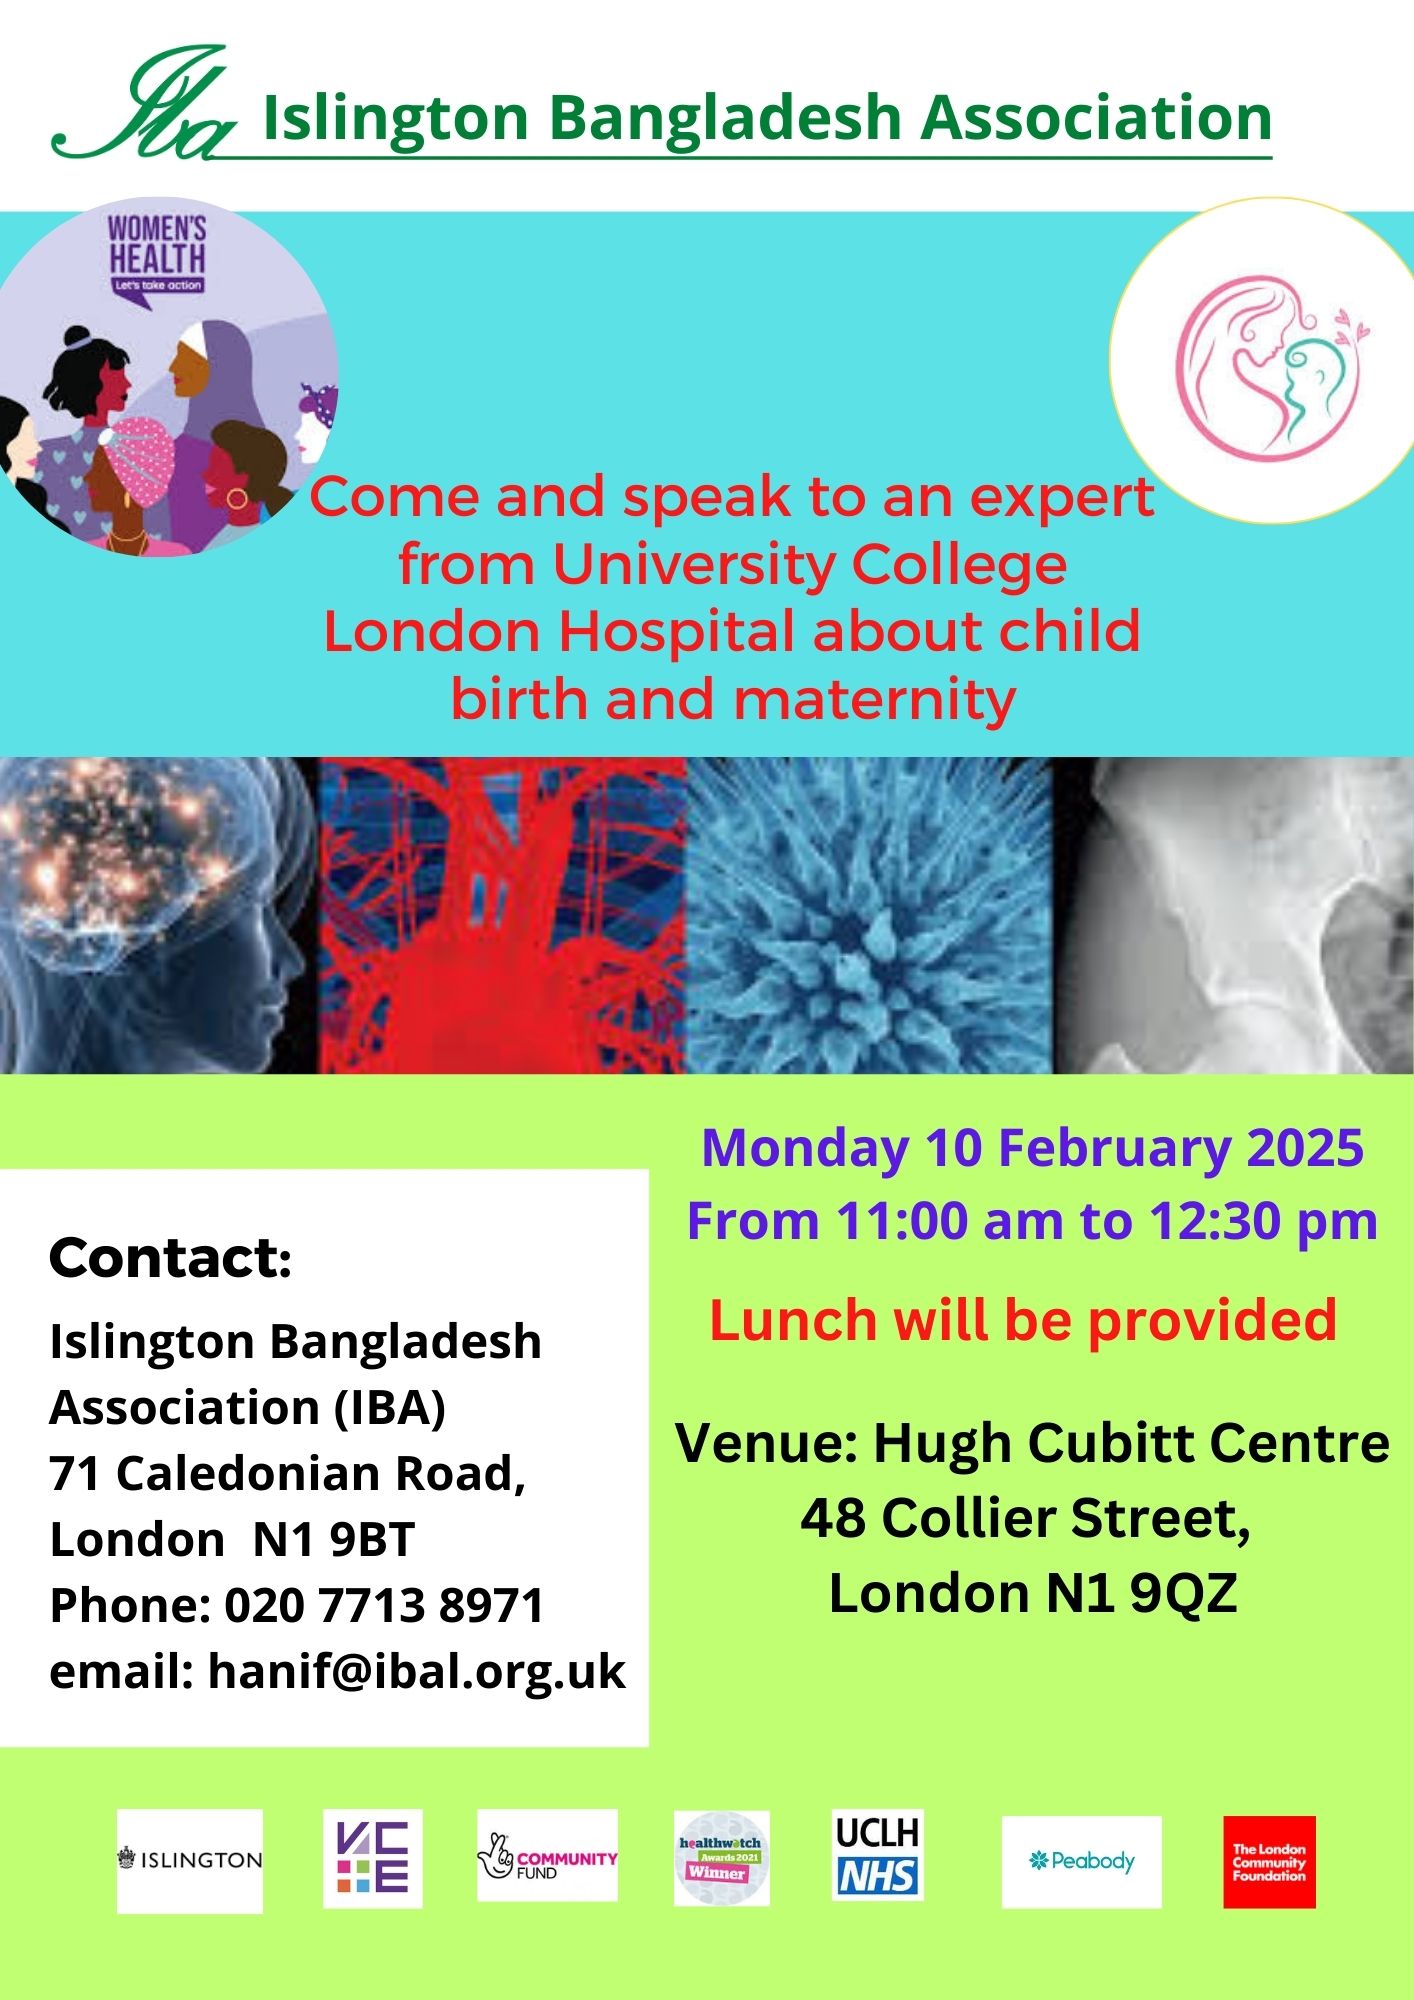 Iba Islington Bangladesh Association
WOMEN'S
HEALTH
Let's take action
Come and speak to an expert
from University College
London Hospital about child
birth and maternity
Monday 10 February 2025
From 11:00 am to 12:30 pm
Lunch will be provided
Venue: Hugh Cubitt Centre
48 Collier Street,
London N1 9QZ
Contact:
Islington Bangladesh
Association (IBA)
71 Caledonian Road,
London N1 9BT
Phone: 020 7713 8971
email: hanif@ibal.org.uk
ISLINGTON
VCE
COMMUNITY
FUND
healthwatch
Awards 2021
Winner
UCLH
NHS
Peabody
The London
Community
Foundation